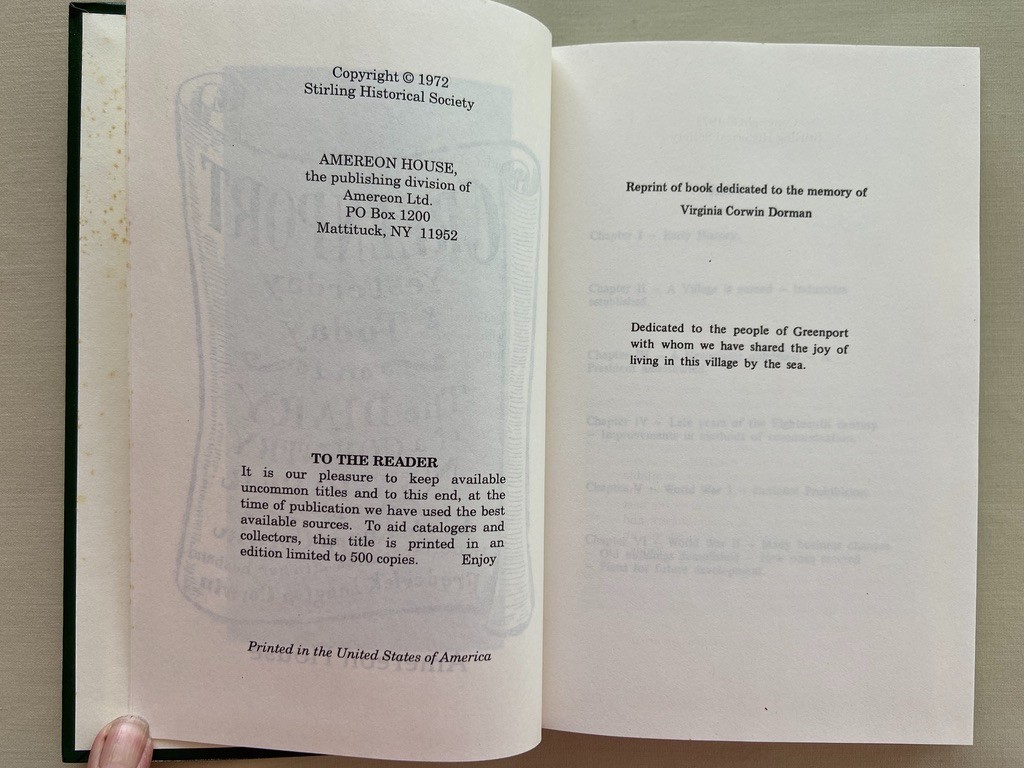 Copyright © 1972
Stirling Historical Society
AMEREON HOUSE,
the publishing division of
Amereon Ltd.
PO Box 1200
Mattituck, NY 11952
TO THE READER
It is our pleasure to keep available
uncommon titles and to this end, at the
time of publication we have used the best
available sources. To aid catalogers and
collectors, this title is printed in an
edition limited to 500 copies. Enjoy
Printed in the United States of America
Reprint of book dedicated to the memory of
Virginia Corwin Dorman
Dedicated to the people of Greenport
with whom we have shared the joy of
living in this village by the sea.